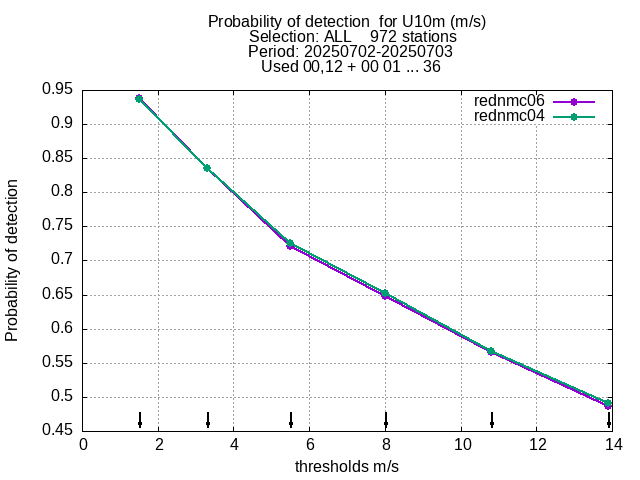 Probability of detection  for U10m (m/s)
Selection: ALL    972 stations
Period: 20250702-20250703
Used 00,12 + 00 01 ... 36
rednmc06
rednmc04
Probability of detection
0.95
0.9
0.85
0.8
0.75
0.7
0.65
0.6
0.55
0.5
0.45
0 2 4 6 8 10 12 14
thresholds m/s